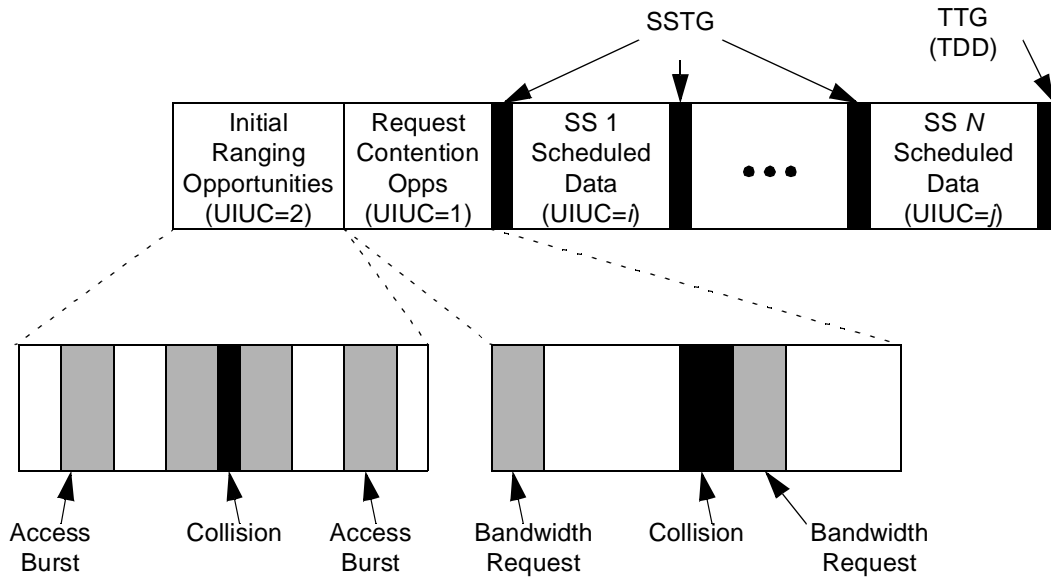 SSTG
TTG
(TDD)
Initial
Ranging
Opportunities
(UIUC=2)
Request
Contention
Opps
(UIUC=1)
SS 1
Scheduled
Data
(UIUC=i)
•••
SS N
Scheduled
Data
(UIUC=j)
Access
Burst
Collision
Access
Burst
Bandwidth
Request
Collision
Bandwidth
Request